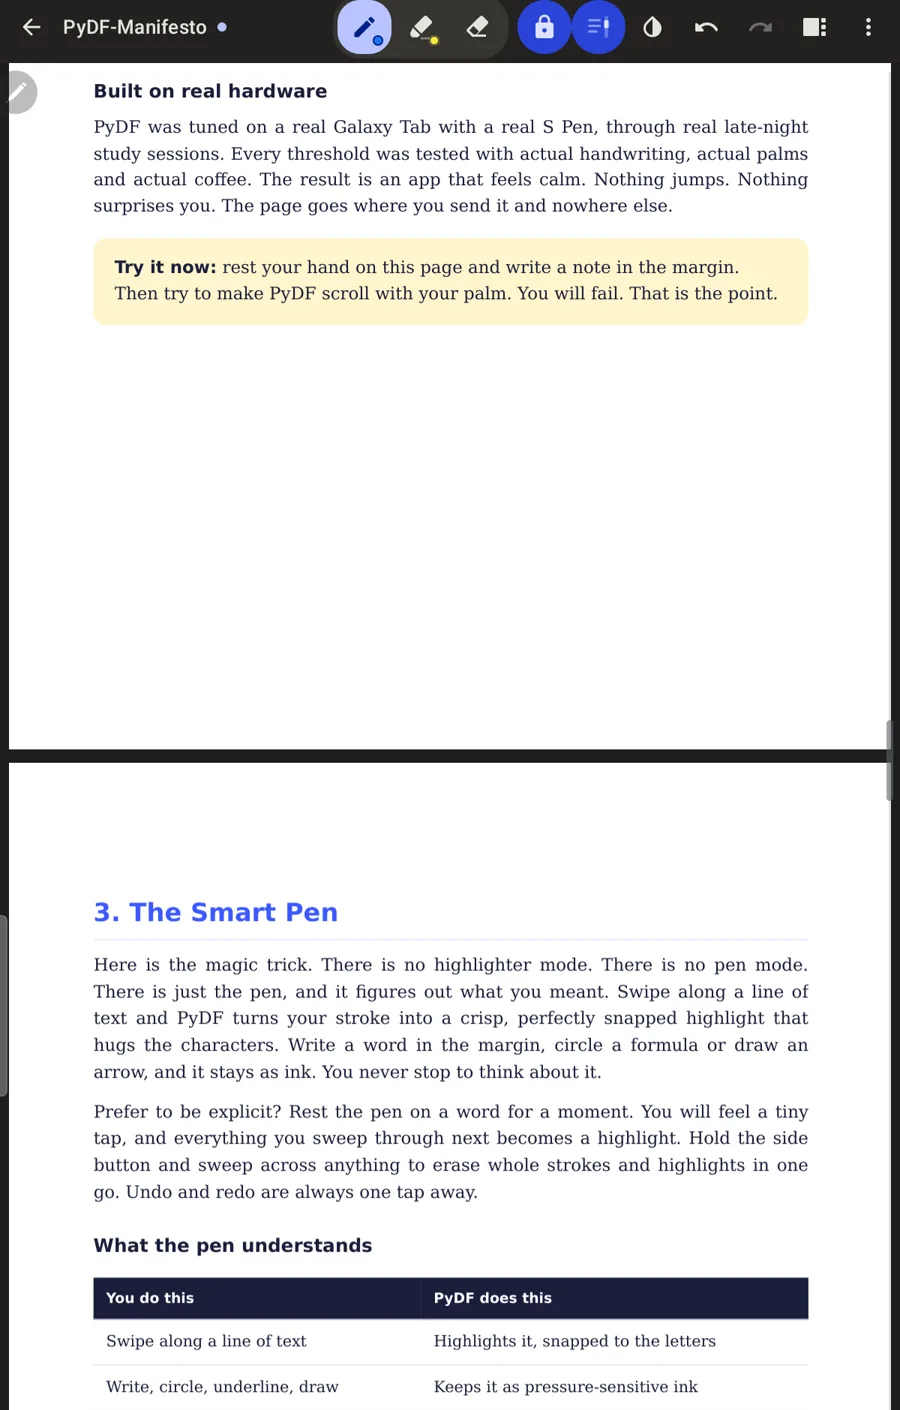 PyDF-Manifesto
Built on real hardware
PyDF was tuned on a real Galaxy Tab with a real S Pen, through real late-night
study sessions. Every threshold was tested with actual handwriting, actual palms
and actual coffee. The result is an app that feels calm. Nothing jumps. Nothing
surprises you. The page goes where you send it and nowhere else.
Try it now: rest your hand on this page and write a note in the margin.
Then try to make PyDF scroll with your palm. You will fail. That is the point.
3. The Smart Pen
Here is the magic trick. There is no highlighter mode. There is no pen mode.
There is just the pen, and it figures out what you meant. Swipe along a line of
text and PyDF turns your stroke into a crisp, perfectly snapped highlight that
hugs the characters. Write a word in the margin, circle a formula or draw an
arrow, and it stays as ink. You never stop to think about it.
Prefer to be explicit? Rest the pen on a word for a moment. You will feel a tiny
tap, and everything you sweep through next becomes a highlight. Hold the side
button and sweep across anything to erase whole strokes and highlights in one
go. Undo and redo are always one tap away.
What the pen understands
You do this PyDF does this
Swipe along a line of text Highlights it, snapped to the letters
Write, circle, underline, draw Keeps it as pressure-sensitive ink